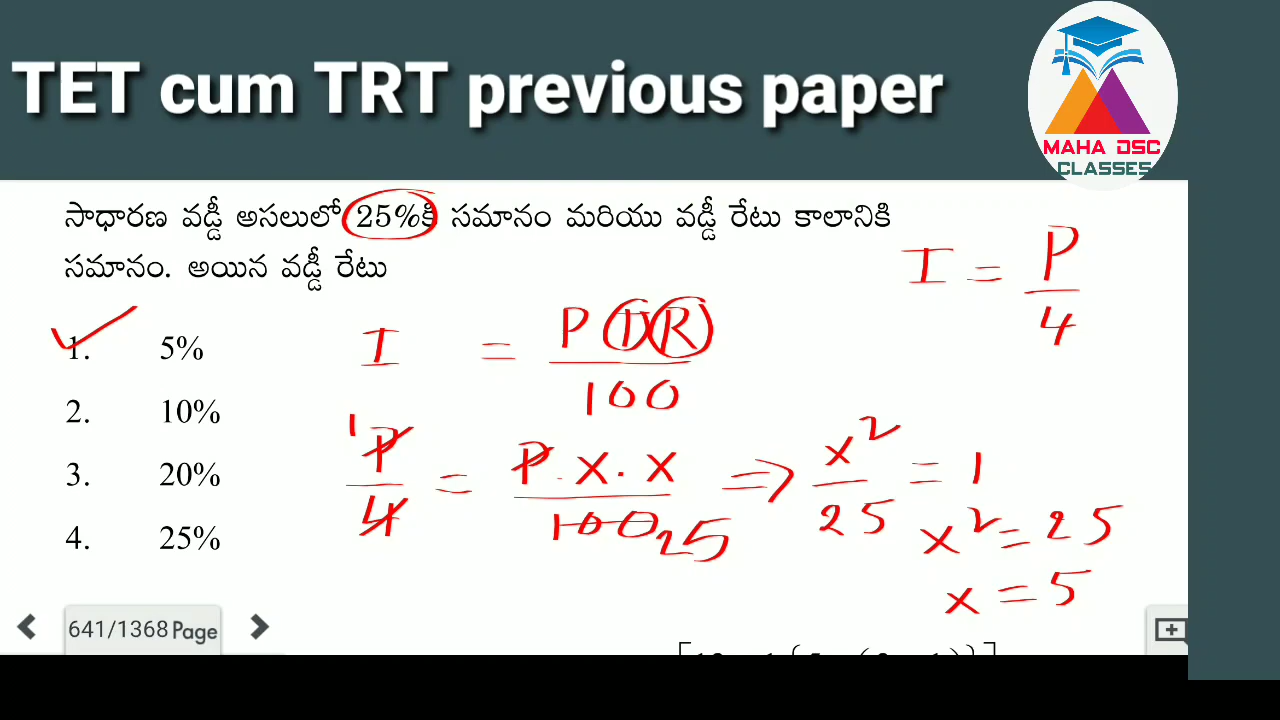 TET cum TRT previous paper
MAHA DSC
CLASSES
సాధారణ వడ్డీ అసలులో 25%కి సమానం మరియు వడ్డీ రేటు కాలానికి
సమానం. అయిన వడ్డీ రేటు
I = P/4
1. 5%
I = P(T)(R)/100
2. 10%
1 P/4 = P.x.x/100 25 => x²/25 = 1
3. 20%
x² = 25
4. 25%
x = 5
641/1368 Page